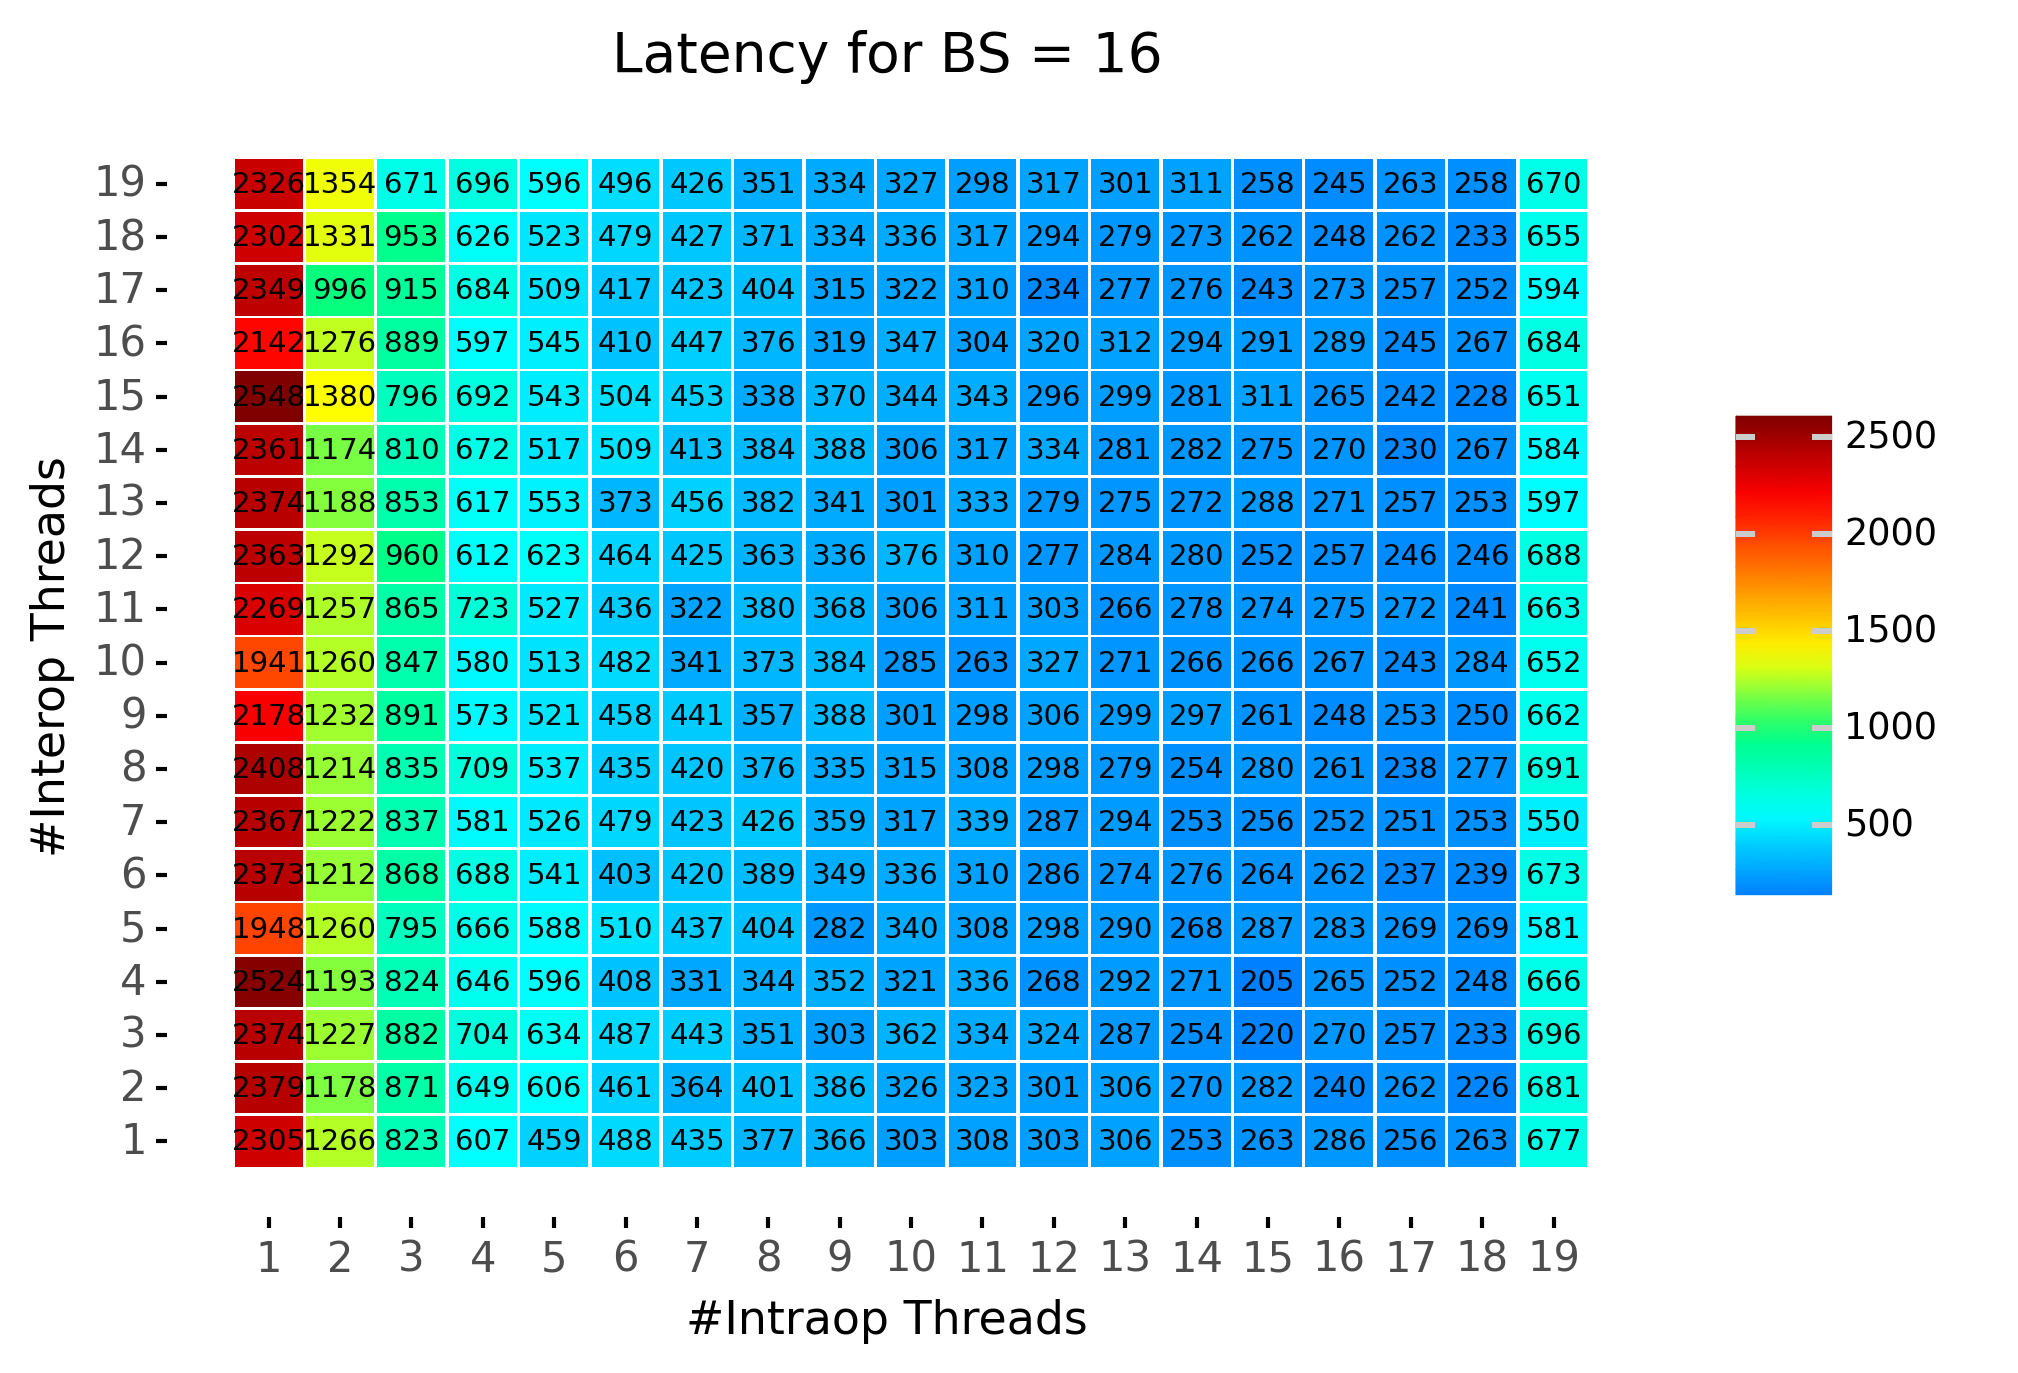 Latency for BS = 16
19 2326 1354 671 696 596 496 426 351 334 327 298 317 301 311 258 245 263 258 670
18 2302 1331 953 626 523 479 427 371 334 336 317 294 279 273 262 248 262 233 655
17 2349 996 915 684 509 417 423 404 315 322 310 234 277 276 243 273 257 252 594
16 2142 1276 889 597 545 410 447 376 319 347 304 320 312 294 291 289 245 267 684
15 2548 1380 796 692 543 504 453 338 370 344 343 296 299 281 311 265 242 228 651
14 2361 1174 810 672 517 509 413 384 388 306 317 334 281 282 275 270 230 267 584
13 2374 1188 853 617 553 373 456 382 341 301 333 279 275 272 288 271 257 253 597
12 2363 1292 960 612 623 464 425 363 336 376 310 277 284 280 252 257 246 246 688
11 2269 1257 865 723 527 436 322 380 368 306 311 303 266 278 274 275 272 241 663
10 1941 1260 847 580 513 482 341 373 384 285 263 327 271 266 266 267 243 284 652
9 2178 1232 891 573 521 458 441 357 388 301 298 306 299 297 261 248 253 250 662
8 2408 1214 835 709 537 435 420 376 335 315 308 298 279 254 280 261 238 277 691
7 2367 1222 837 581 526 479 423 426 359 317 339 287 294 253 256 252 251 253 550
6 2373 1212 868 688 541 403 420 389 349 336 310 286 274 276 264 262 237 239 673
5 1948 1260 795 666 588 510 437 404 282 340 308 298 290 268 287 283 269 269 581
4 2524 1193 824 646 596 408 331 344 352 321 336 268 292 271 205 265 252 248 666
3 2374 1227 882 704 634 487 443 351 303 362 334 324 287 254 220 270 257 233 696
2 2379 1178 871 649 606 461 364 401 386 326 323 301 306 270 282 240 262 226 681
1 2305 1266 823 607 459 488 435 377 366 303 308 303 306 253 263 286 256 263 677
1 2 3 4 5 6 7 8 9 10 11 12 13 14 15 16 17 18 19
#Intraop Threads
#Interop Threads
2500
2000
1500
1000
500